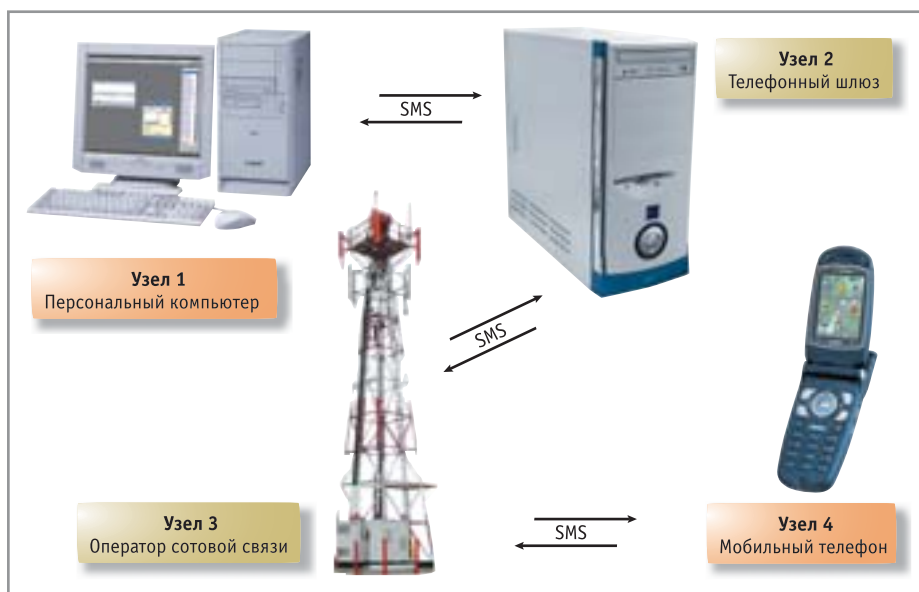 Узел 2
Телефонный шлюз
SMS
Узел 1
Персональный компьютер
SMS
Узел 3
Оператор сотовой связи
SMS
Узел 4
Мобильный телефон